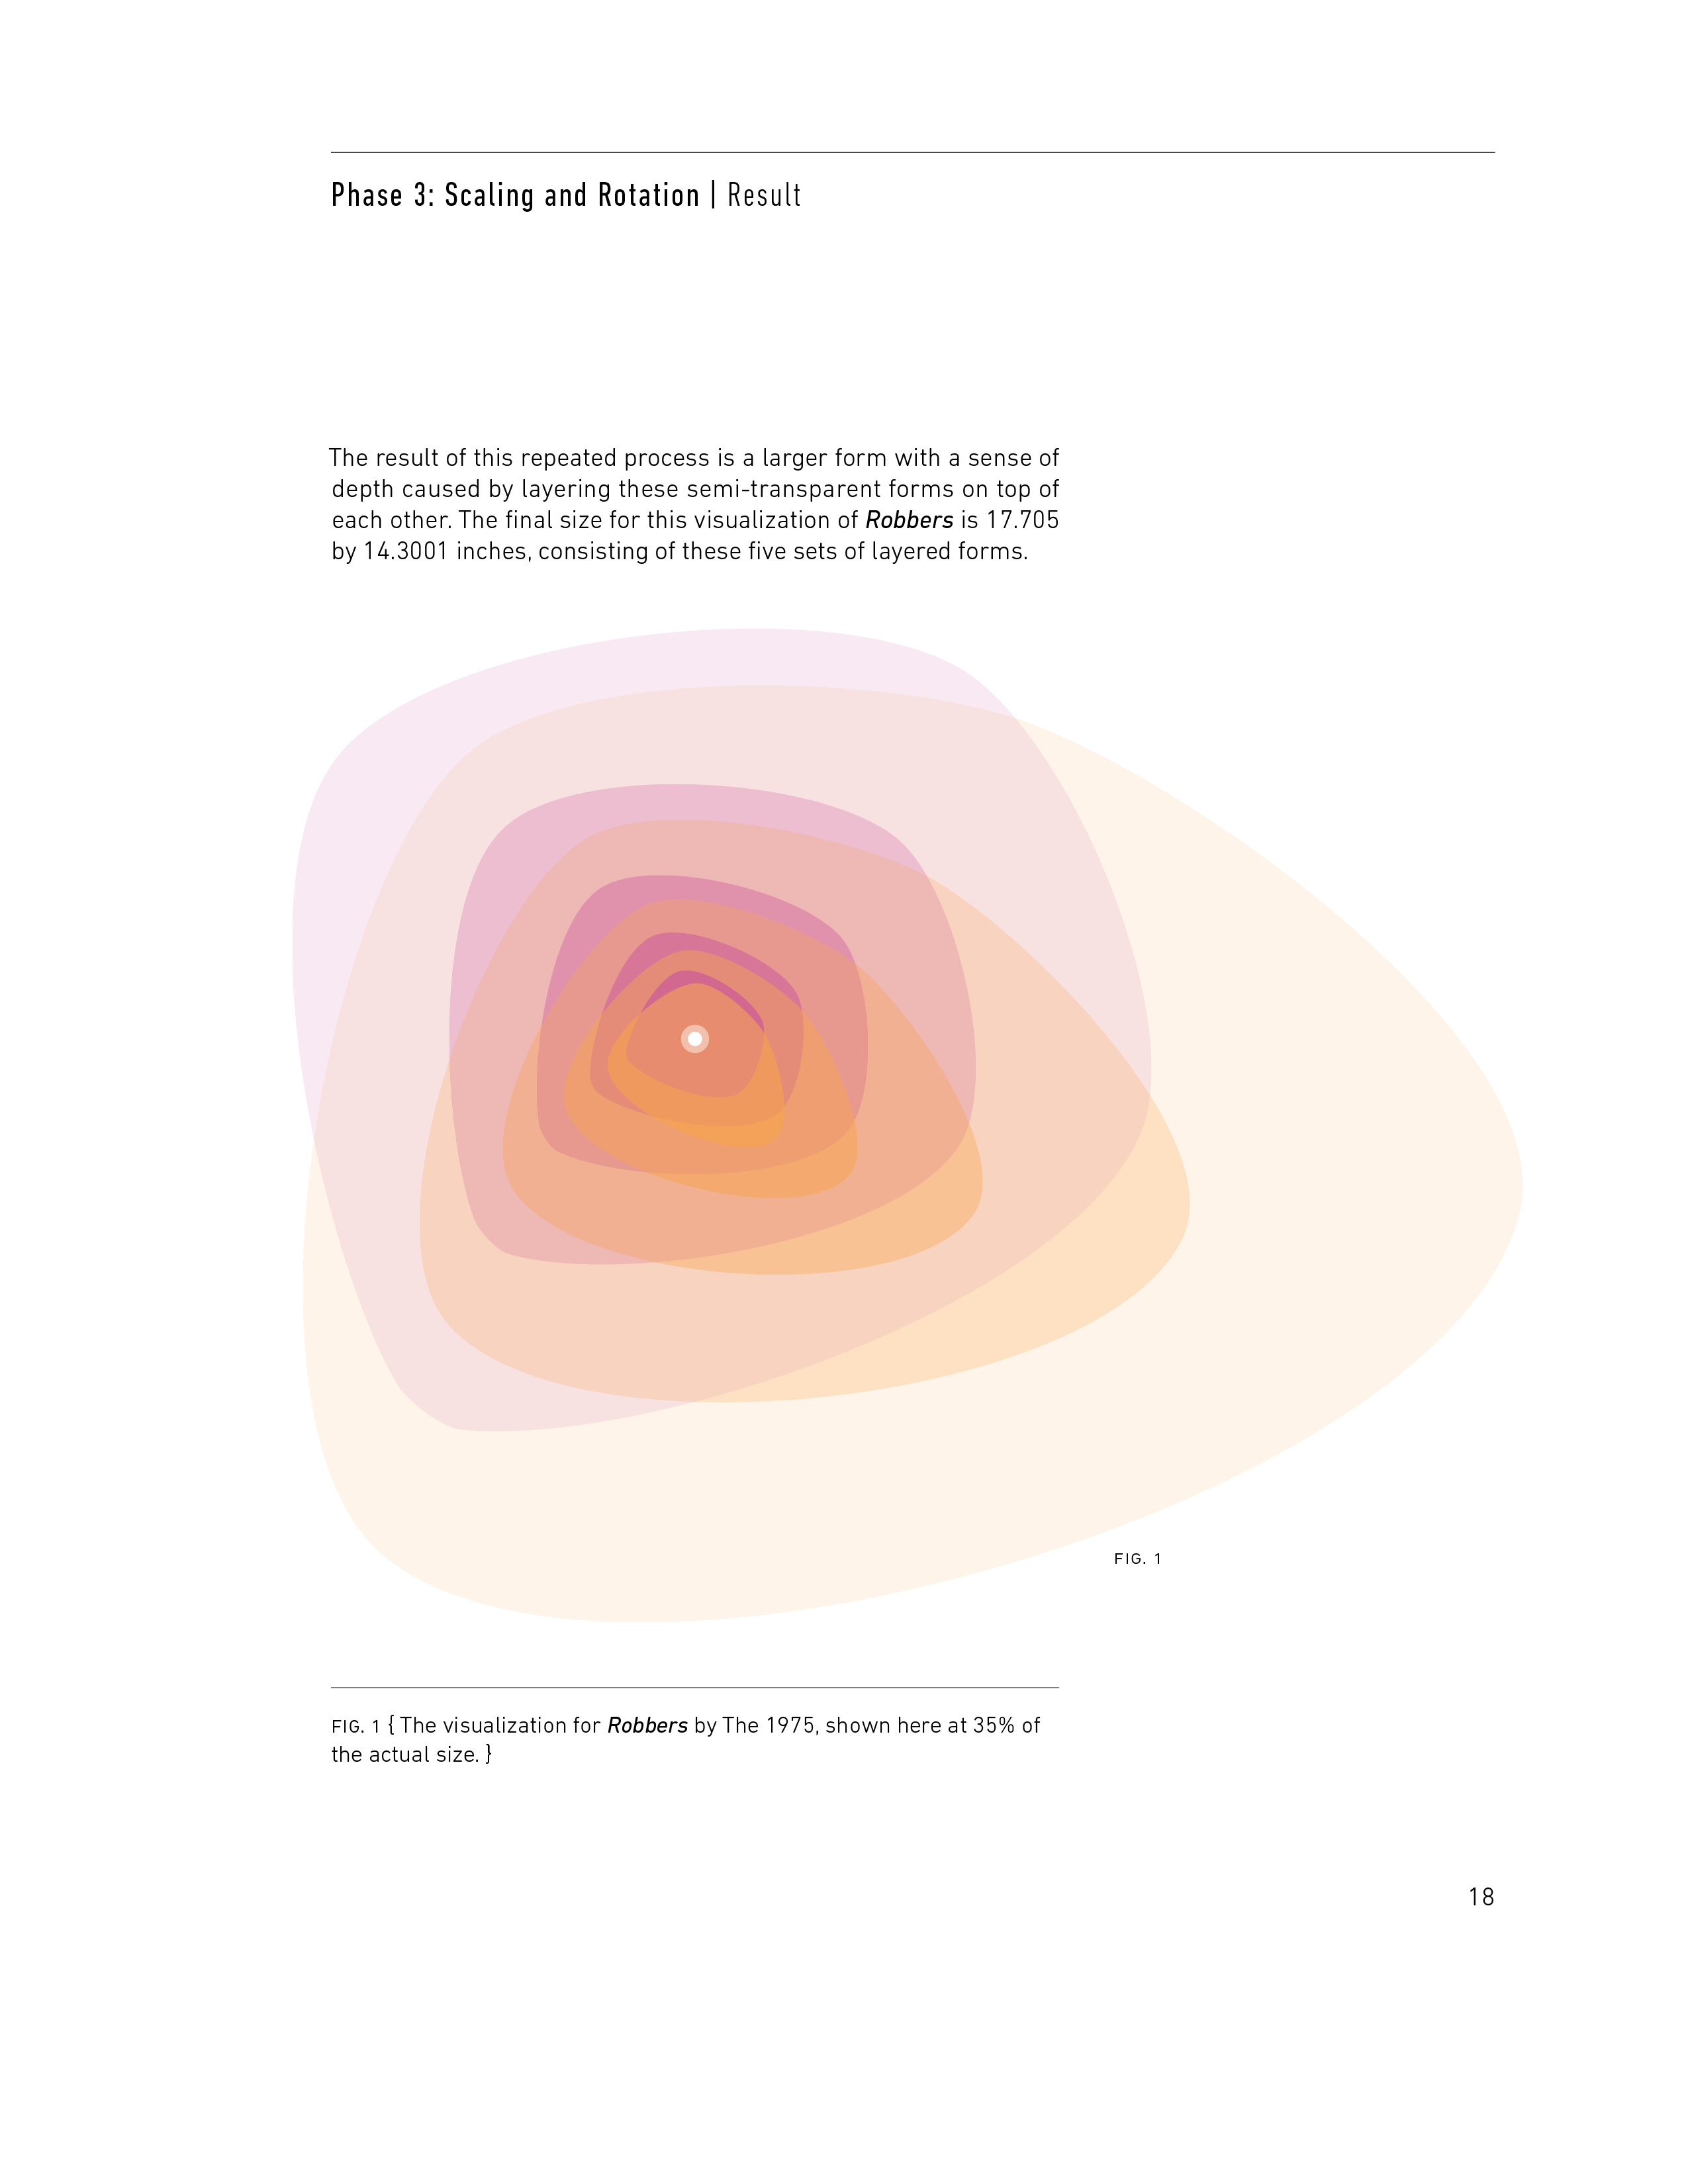 Phase 3: Scaling and Rotation | Result
The result of this repeated process is a larger form with a sense of
depth caused by layering these semi-transparent forms on top of
each other. The final size for this visualization of Robbers is 17.705
by 14.3001 inches, consisting of these five sets of layered forms.
FIG. 1
FIG. 1 { The visualization for Robbers by The 1975, shown here at 35% of
the actual size. }
18